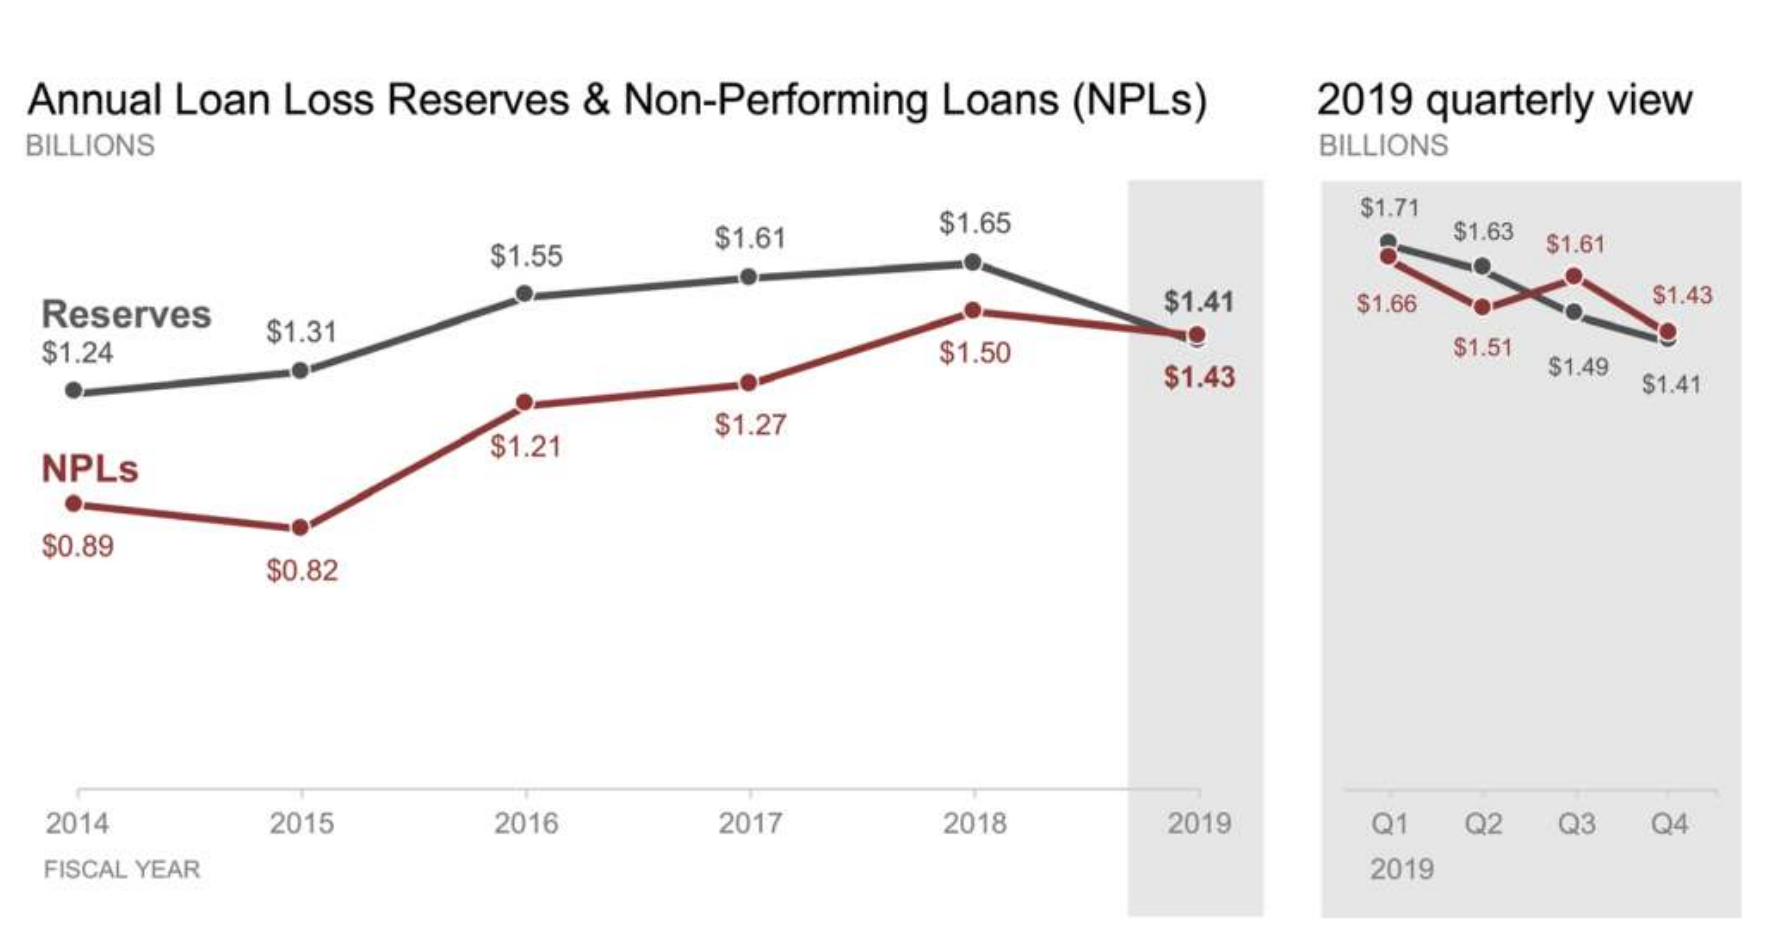 Annual Loan Loss Reserves & Non-Performing Loans (NPLs)
BILLIONS
$1.65
$1.61
$1.55
Reserves
$1.31
$1.41
$1.24
$1.50
$1.43
$1.27
$1.21
NPLs
$0.89
$0.82
2014 2015 2016 2017 2018 2019
FISCAL YEAR
2019 quarterly view
BILLIONS
$1.71
$1.63
$1.61
$1.66
$1.43
$1.51
$1.49
$1.41
Q1 Q2 Q3 Q4
2019